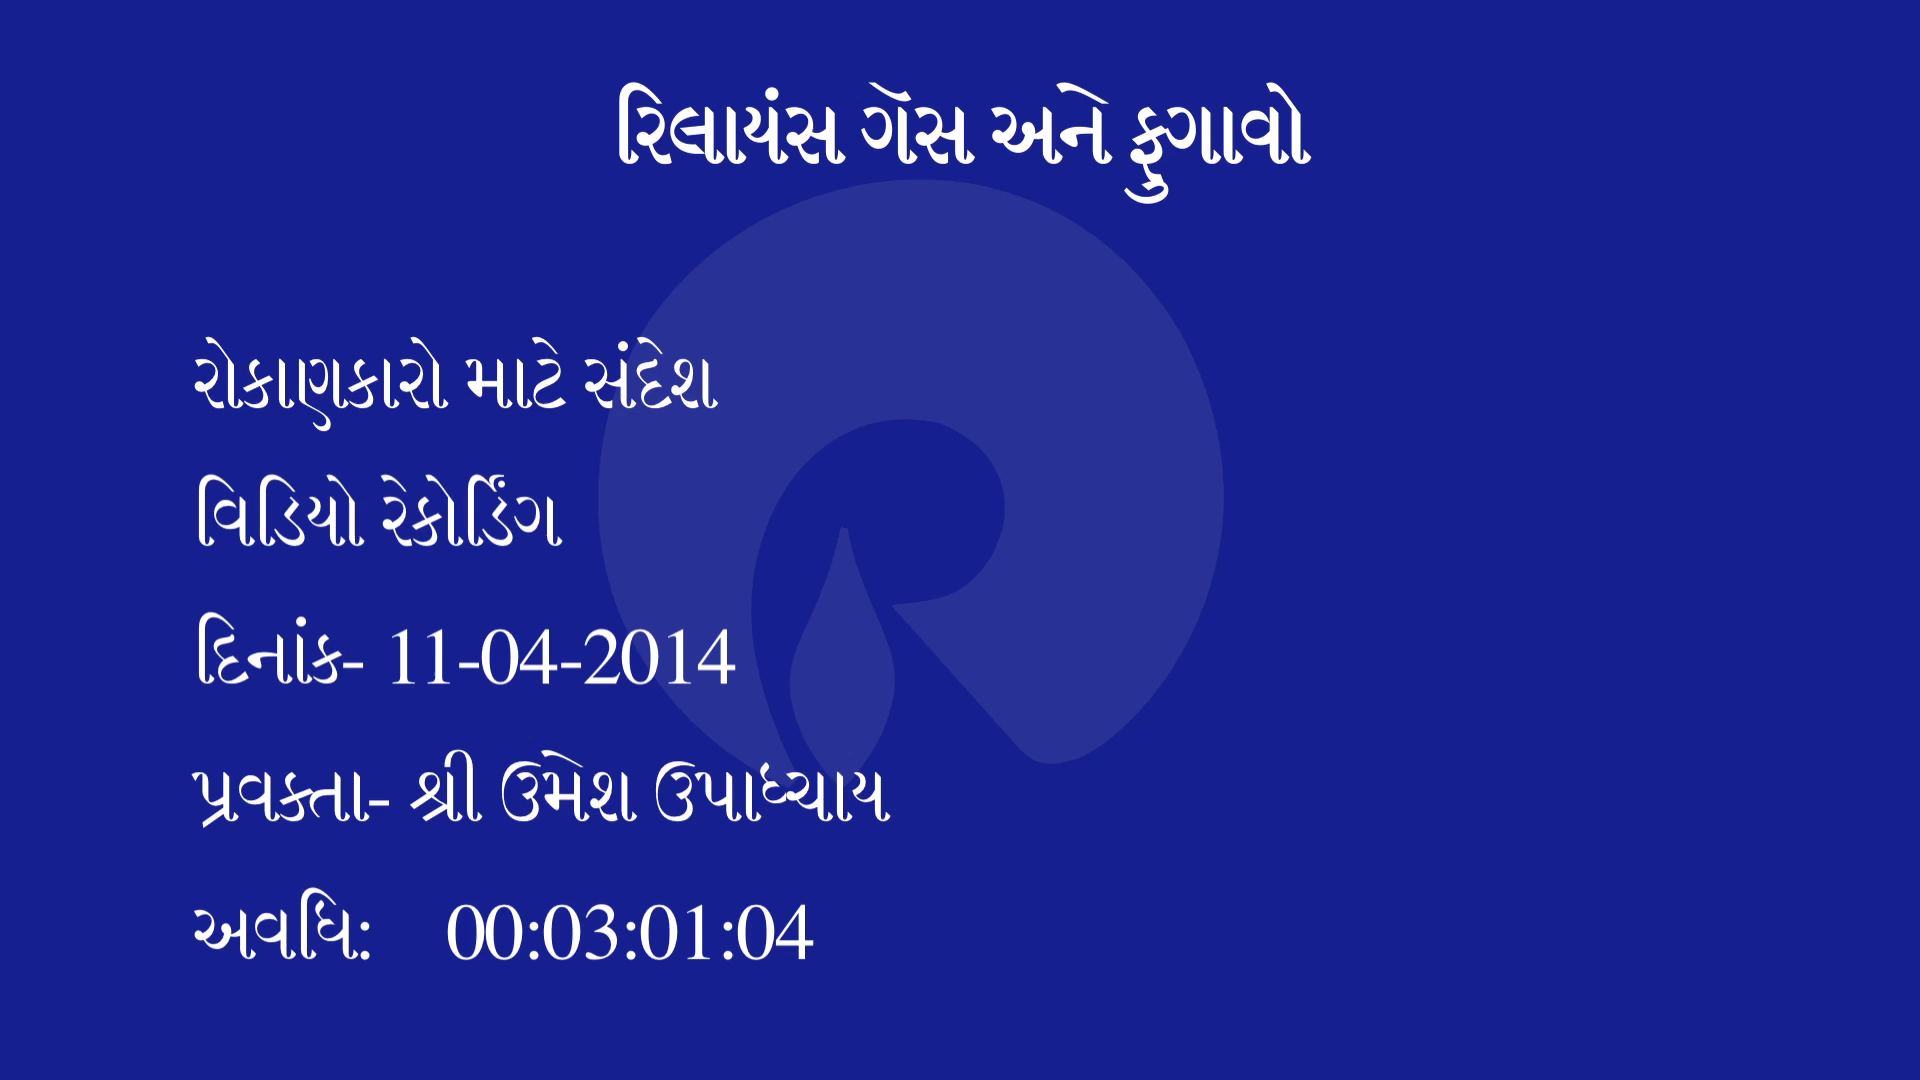 રિલાયંસ ગૅસ અને ફુગાવો
રોકાણકારો માટે સંદેશ
વિડિયો રેકોર્ડિંગ
દિનાંક- 11-04-2014
પ્રવક્તા- શ્રી ઉમેશ ઉપાધ્ચાય
અવધિ: 00:03:01:04